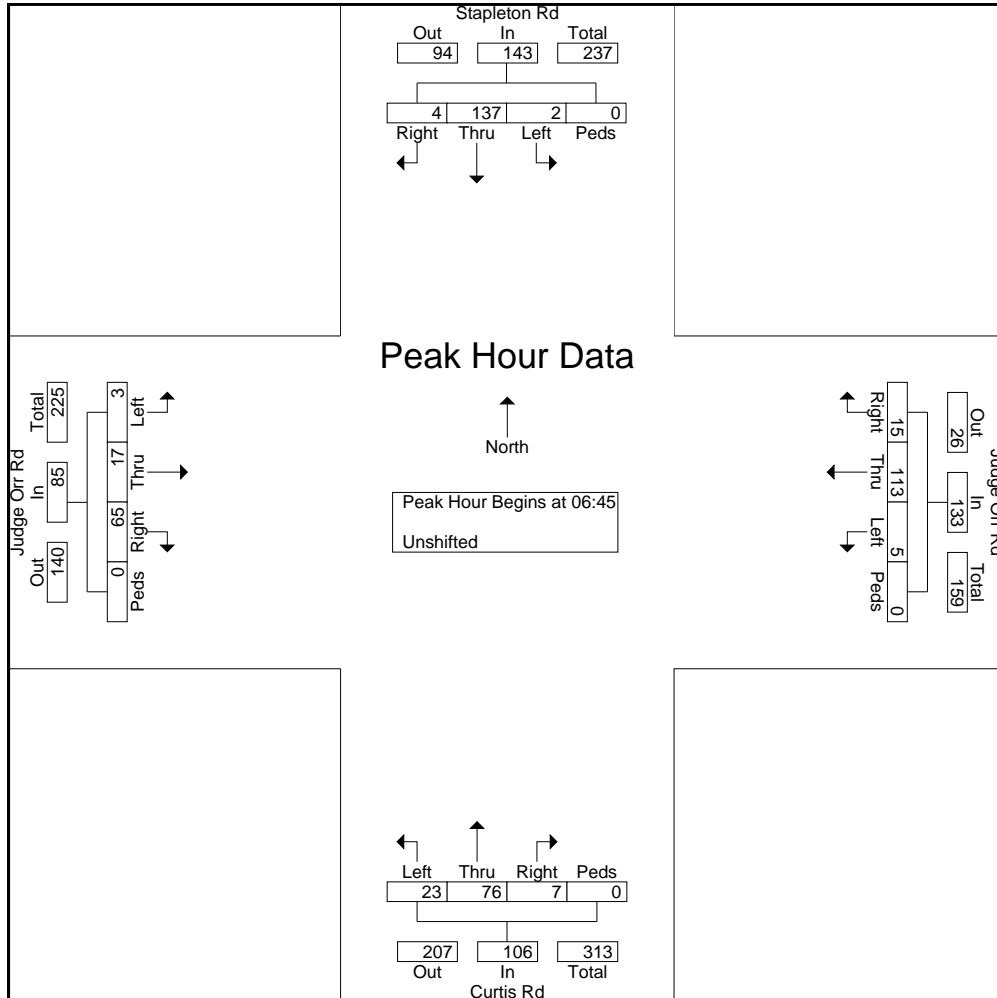 Stapleton Rd
Out In Total
94 143 237
4 137 2 0
Right Thru Left Peds
Peak Hour Data
North
Peak Hour Begins at 06:45
Unshifted
Judge Orr Rd
Total In Out
225 85 140
3 17 65 0
Left Thru Right Peds
Right Thru Left Peds
15 113 5 0
Out In Total
26 133 159
Judge Orr Rd
Left Thru Right Peds
23 76 7 0
207 106 313
Out In Total
Curtis Rd